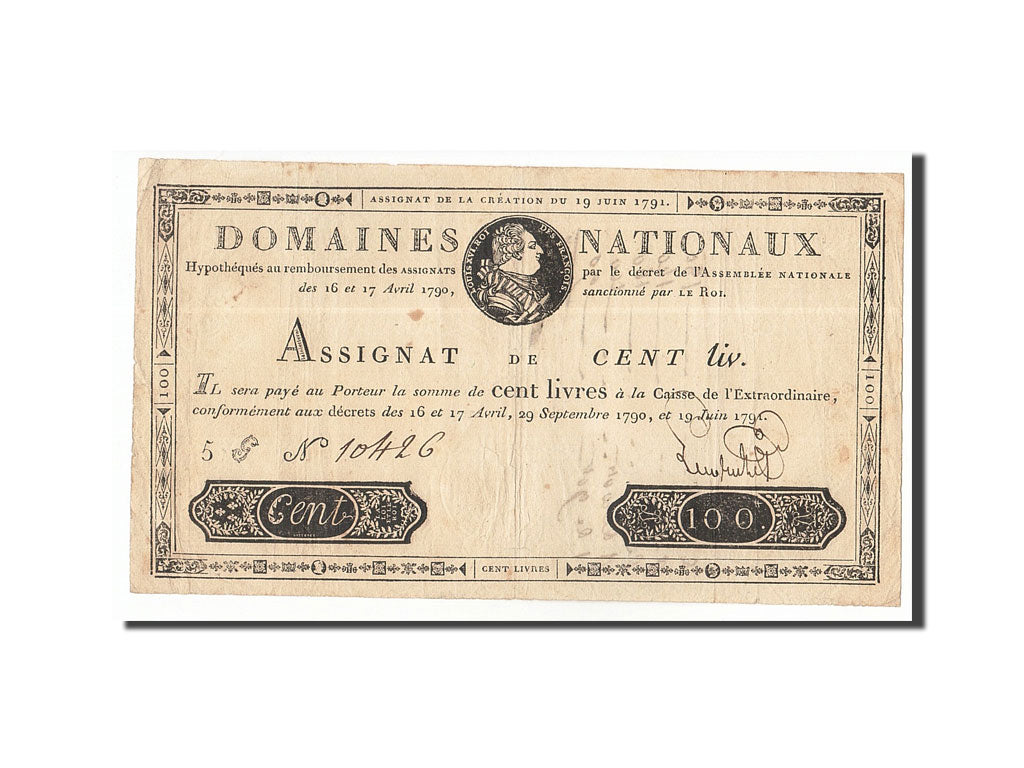 ASSIGNAT DE LA CRÉATION DU 19 JUIN 1791.
DOMAINES NATIONAUX
LOUIS XVI ROI DES FRANÇOIS.
Hypothéqués au remboursement des ASSIGNATS par le décret de l'ASSEMBLÉE NATIONALE
des 16 et 17 Avril 1790, sanctionné par LE ROI.
ASSIGNAT DE CENT liv.
IL sera payé au Porteur la somme de cent livres à la Caisse de l'Extraordinaire,
conformément aux décrets des 16 et 17 Avril, 29 Septembre 1790, et 19 Juin 1791.
100
100
5 G N 10426
Cent
100.
CENT LIVRES